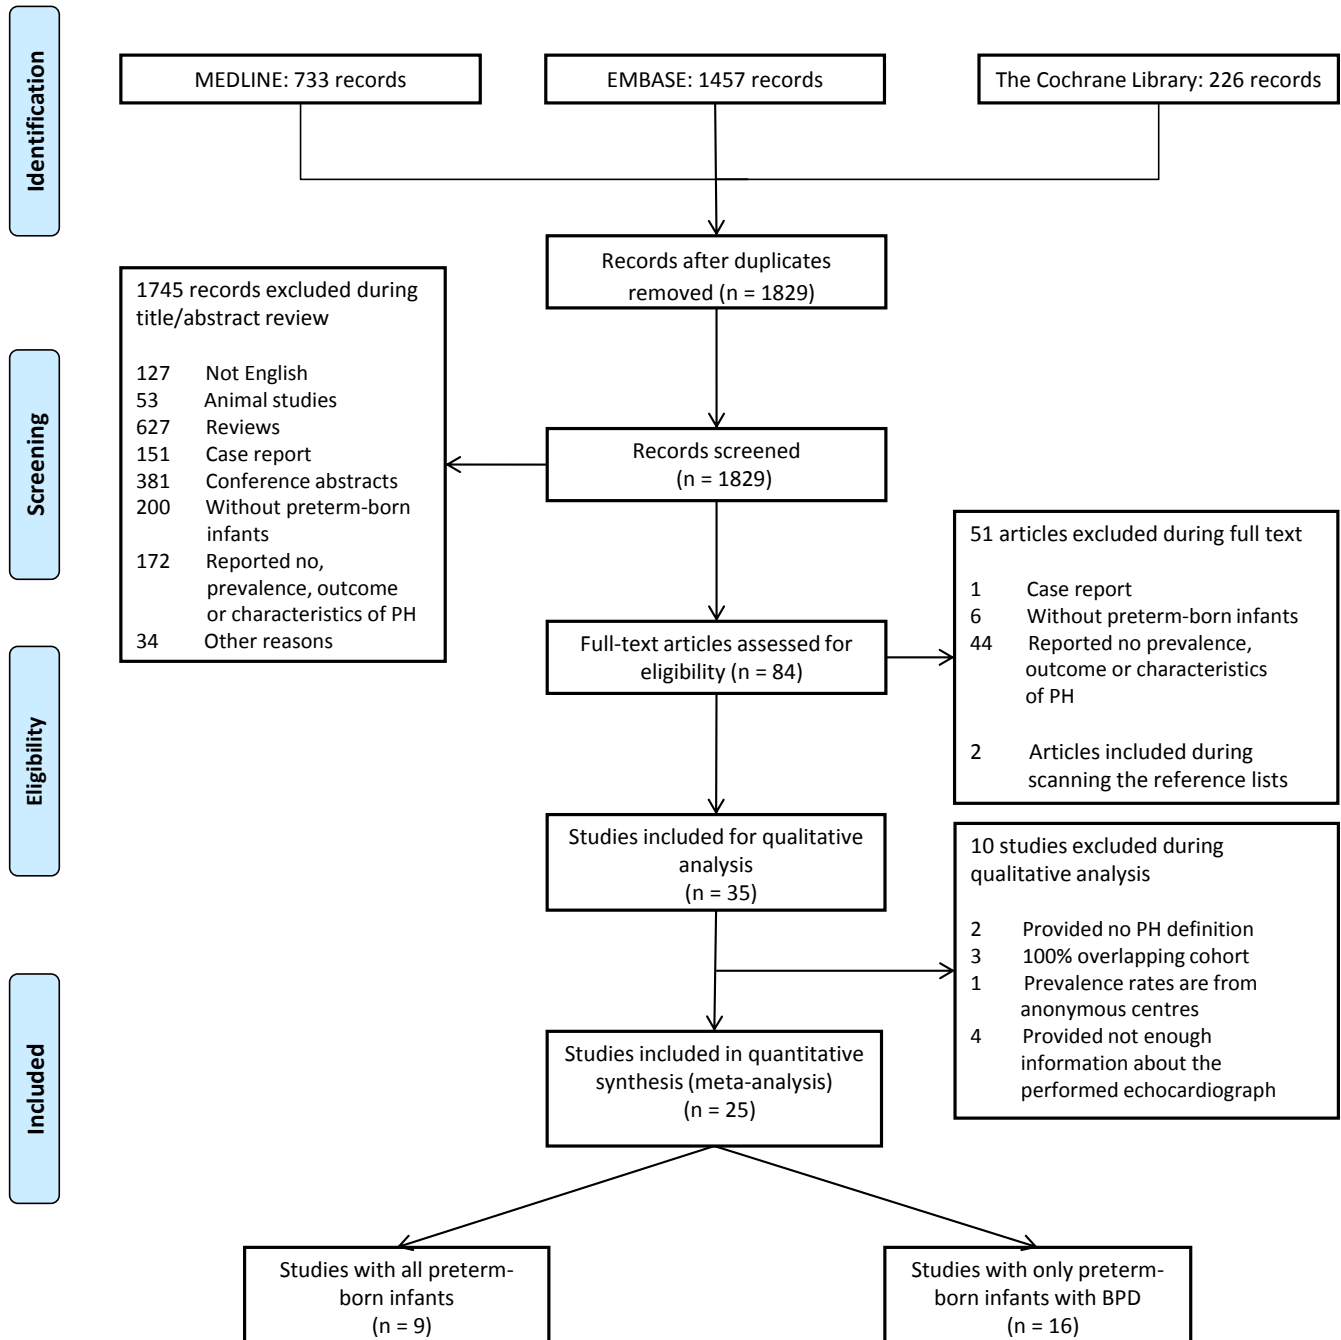 Identification
MEDLINE: 733 records
EMBASE: 1457 records
The Cochrane Library: 226 records
Records after duplicates
removed (n = 1829)
1745 records excluded during
title/abstract review
127 Not English
53 Animal studies
627 Reviews
151 Case report
381 Conference abstracts
200 Without preterm-born
infants
172 Reported no,
prevalence, outcome
or characteristics of PH
34 Other reasons
Screening
Records screened
(n = 1829)
51 articles excluded during full text
1 Case report
6 Without preterm-born infants
44 Reported no prevalence,
outcome or characteristics
of PH
2 Articles included during
scanning the reference lists
Eligibility
Full-text articles assessed for
eligibility (n = 84)
Studies included for qualitative
analysis
(n = 35)
10 studies excluded during
qualitative analysis
2 Provided no PH definition
3 100% overlapping cohort
1 Prevalence rates are from
anonymous centres
4 Provided not enough
information about the
performed echocardiograph
Included
Studies included in quantitative
synthesis (meta-analysis)
(n = 25)
Studies with all preterm-
born infants
(n = 9)
Studies with only preterm-
born infants with BPD
(n = 16)